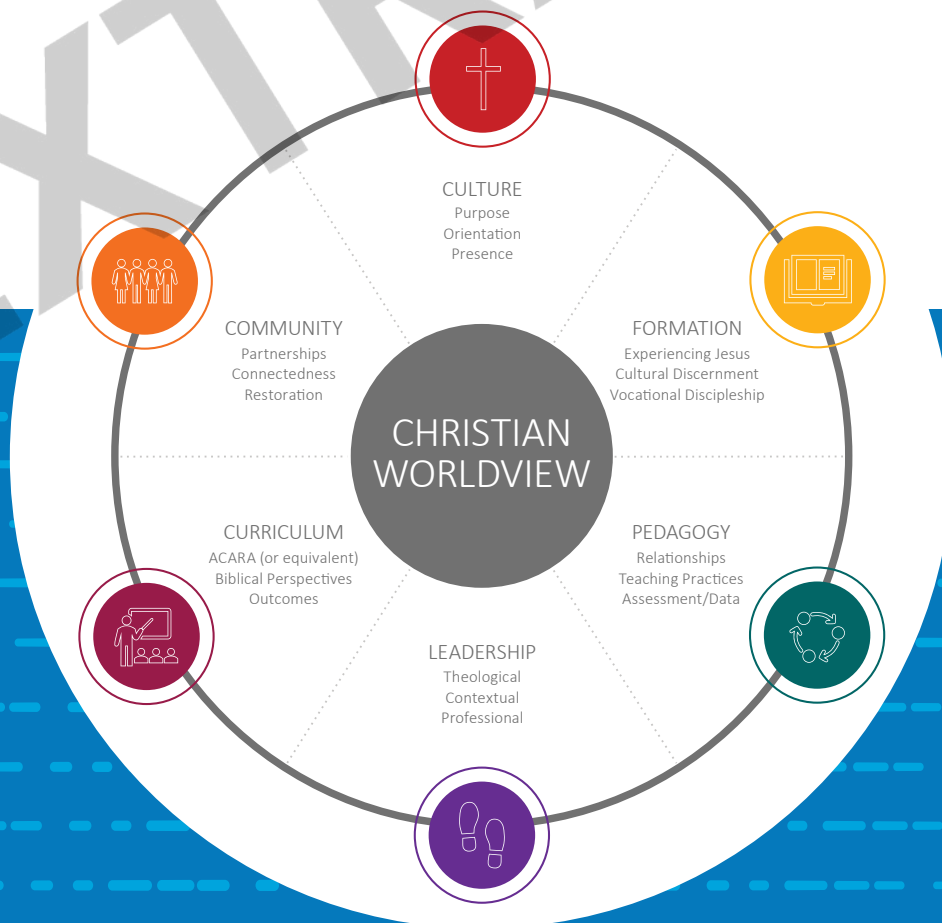 CULTURE
Purpose
Orientation
Presence
COMMUNITY
Partnerships
Connectedness
Restoration
FORMATION
Experiencing Jesus
Cultural Discernment
Vocational Discipleship
CHRISTIAN
WORLDVIEW
CURRICULUM
ACARA (or equivalent)
Biblical Perspectives
Outcomes
PEDAGOGY
Relationships
Teaching Practices
Assessment/Data
LEADERSHIP
Theological
Contextual
Professional